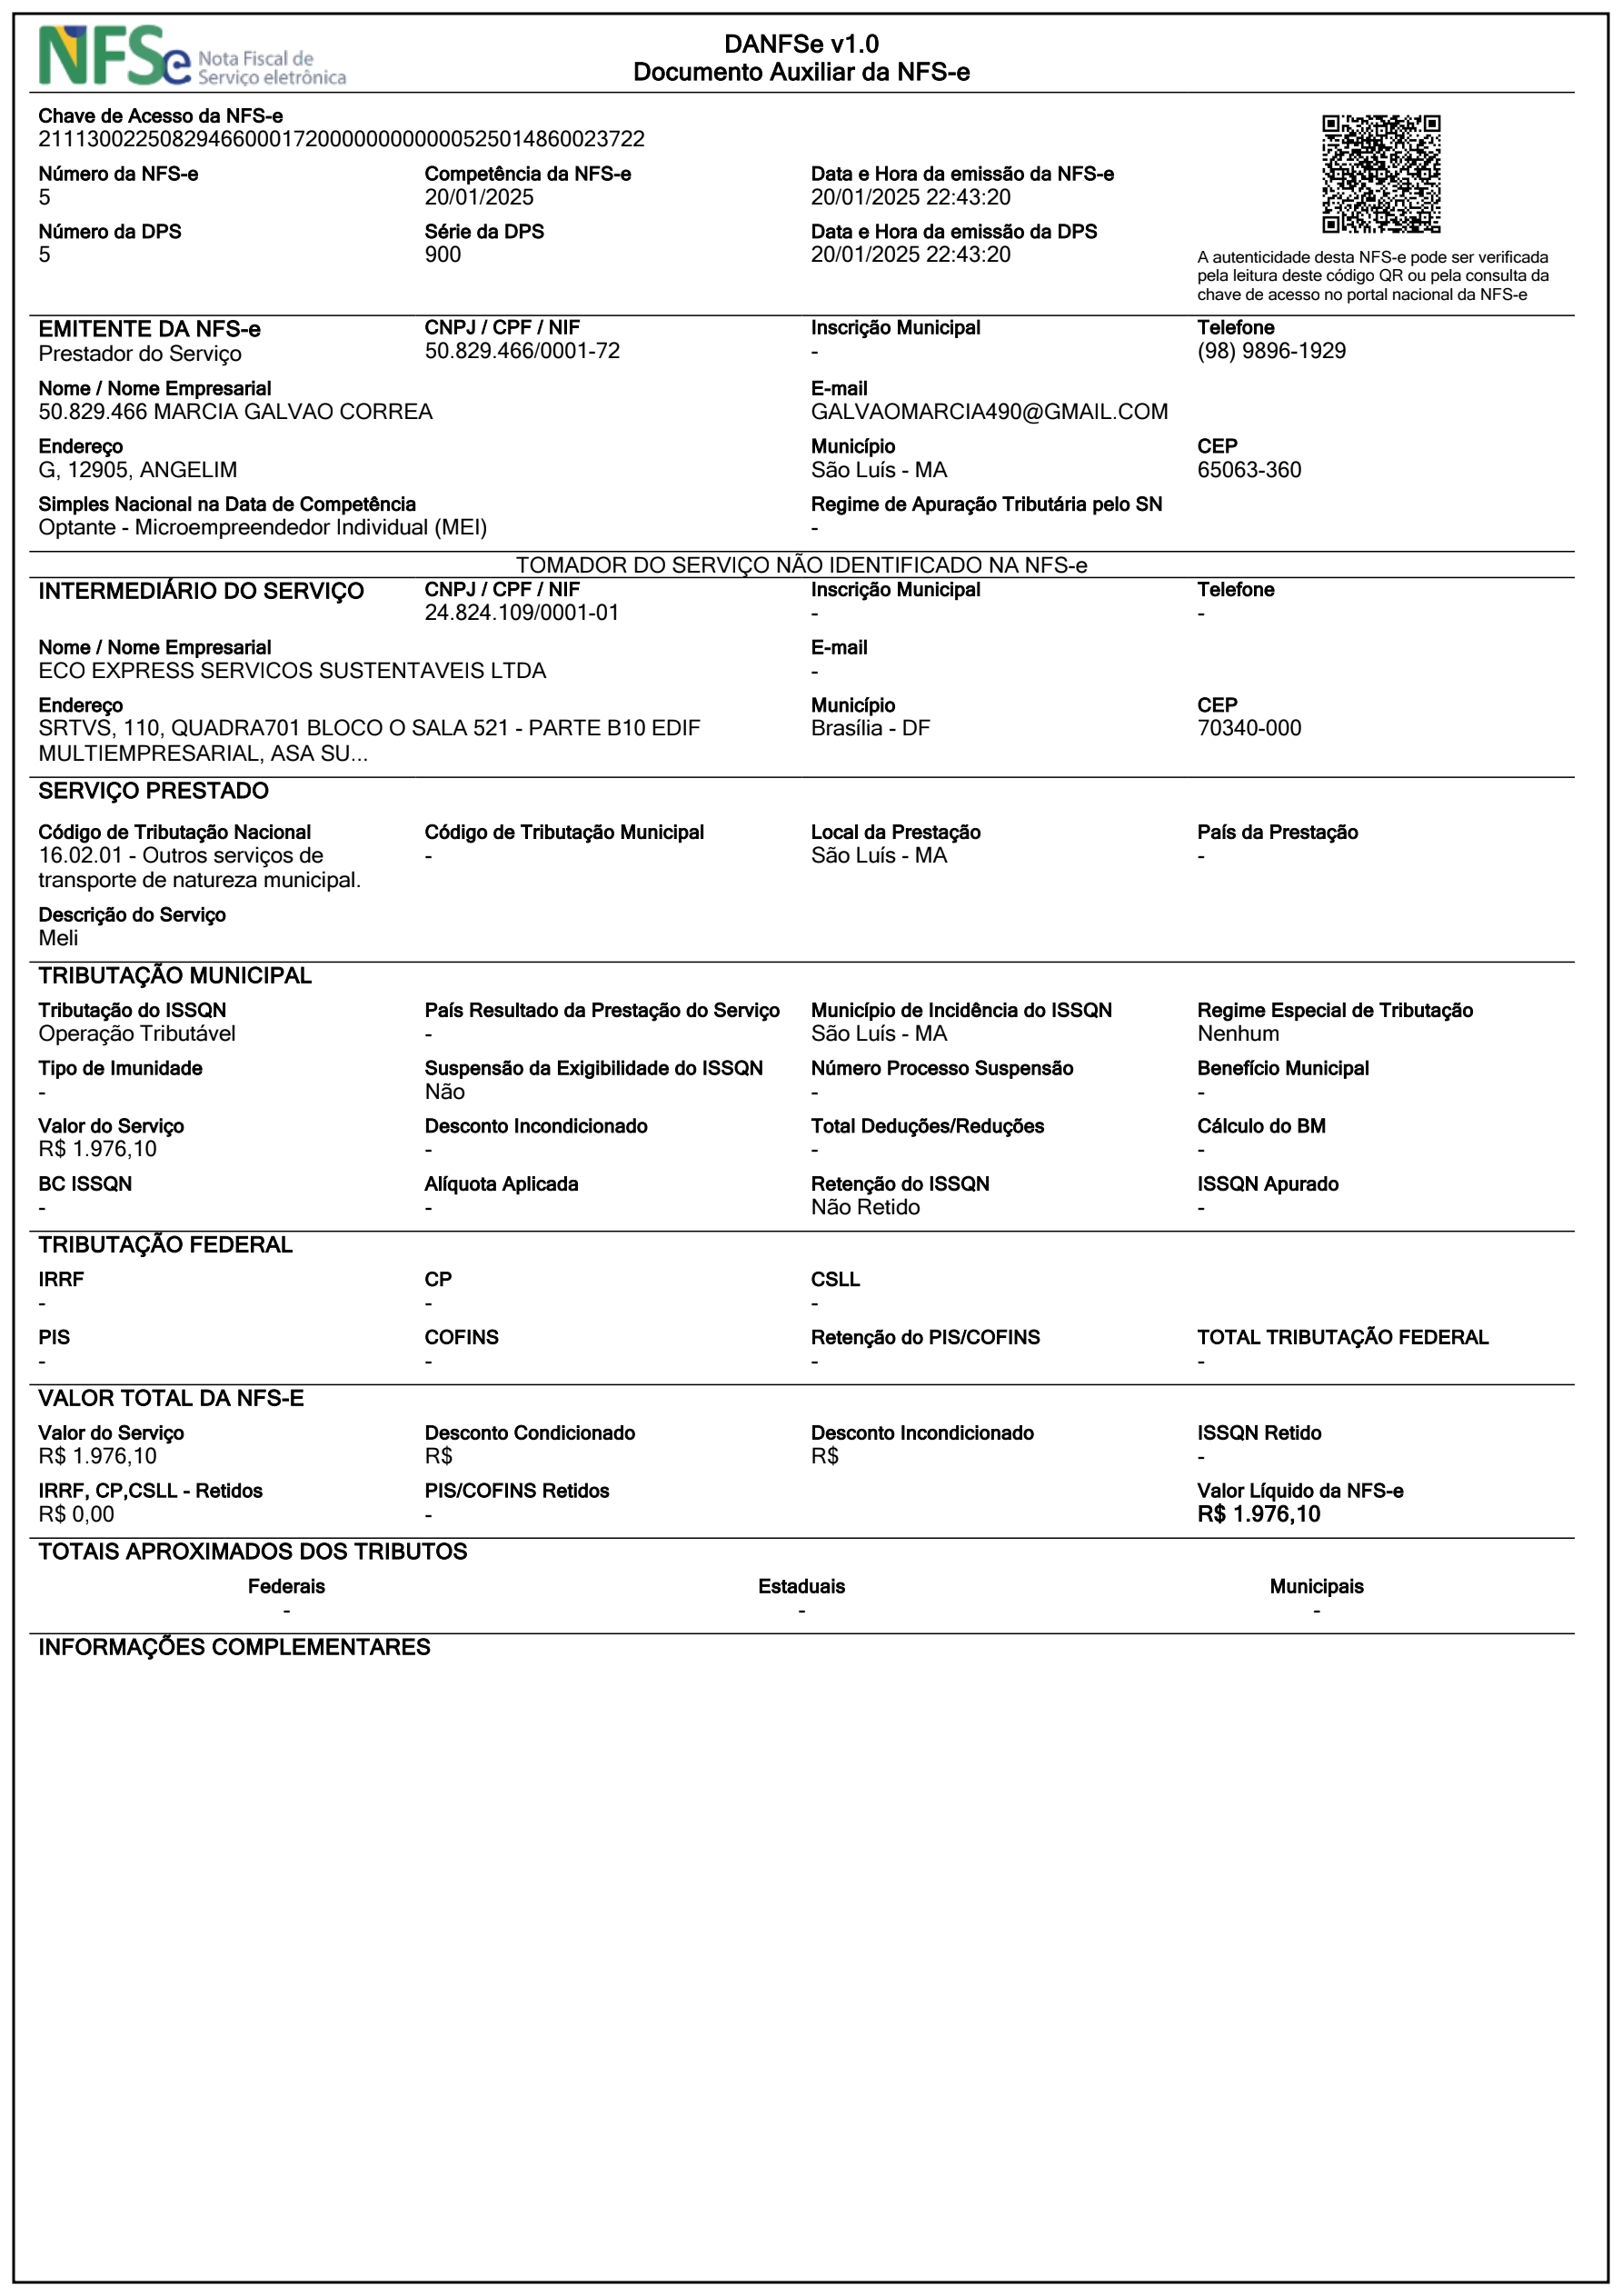 NFSe Nota Fiscal de
Serviço eletrônica
DANFSe v1.0
Documento Auxiliar da NFS-e
Chave de Acesso da NFS-e
21113002250829466000172000000000000525014860023722
Número da NFS-e
5
Competência da NFS-e
20/01/2025
Data e Hora da emissão da NFS-e
20/01/2025 22:43:20
Número da DPS
5
Série da DPS
900
Data e Hora da emissão da DPS
20/01/2025 22:43:20
A autenticidade desta NFS-e pode ser verificada
pela leitura deste código QR ou pela consulta da
chave de acesso no portal nacional da NFS-e
EMITENTE DA NFS-e
Prestador do Serviço
CNPJ / CPF / NIF
50.829.466/0001-72
Inscrição Municipal
-
Telefone
(98) 9896-1929
Nome / Nome Empresarial
50.829.466 MARCIA GALVAO CORREA
E-mail
GALVAOMARCIA490@GMAIL.COM
Endereço
G, 12905, ANGELIM
Município
São Luís - MA
CEP
65063-360
Simples Nacional na Data de Competência
Optante - Microempreendedor Individual (MEI)
Regime de Apuração Tributária pelo SN
-
TOMADOR DO SERVIÇO NÃO IDENTIFICADO NA NFS-e
INTERMEDIÁRIO DO SERVIÇO
CNPJ / CPF / NIF
24.824.109/0001-01
Inscrição Municipal
-
Telefone
-
Nome / Nome Empresarial
ECO EXPRESS SERVICOS SUSTENTAVEIS LTDA
E-mail
-
Endereço
SRTVS, 110, QUADRA701 BLOCO O SALA 521 - PARTE B10 EDIF
MULTIEMPRESARIAL, ASA SU...
Município
Brasília - DF
CEP
70340-000
SERVIÇO PRESTADO
Código de Tributação Nacional
16.02.01 - Outros serviços de
transporte de natureza municipal.
Código de Tributação Municipal
-
Local da Prestação
São Luís - MA
País da Prestação
-
Descrição do Serviço
Meli
TRIBUTAÇÃO MUNICIPAL
Tributação do ISSQN
Operação Tributável
País Resultado da Prestação do Serviço
-
Município de Incidência do ISSQN
São Luís - MA
Regime Especial de Tributação
Nenhum
Tipo de Imunidade
-
Suspensão da Exigibilidade do ISSQN
Não
Número Processo Suspensão
-
Benefício Municipal
-
Valor do Serviço
R$ 1.976,10
Desconto Incondicionado
-
Total Deduções/Reduções
-
Cálculo do BM
-
BC ISSQN
-
Alíquota Aplicada
-
Retenção do ISSQN
Não Retido
ISSQN Apurado
-
TRIBUTAÇÃO FEDERAL
IRRF
-
CP
-
CSLL
-
PIS
-
COFINS
-
Retenção do PIS/COFINS
-
TOTAL TRIBUTAÇÃO FEDERAL
-
VALOR TOTAL DA NFS-E
Valor do Serviço
R$ 1.976,10
Desconto Condicionado
R$
Desconto Incondicionado
R$
ISSQN Retido
-
IRRF, CP,CSLL - Retidos
R$ 0,00
PIS/COFINS Retidos
-
Valor Líquido da NFS-e
R$ 1.976,10
TOTAIS APROXIMADOS DOS TRIBUTOS
Federais
-
Estaduais
-
Municipais
-
INFORMAÇÕES COMPLEMENTARES